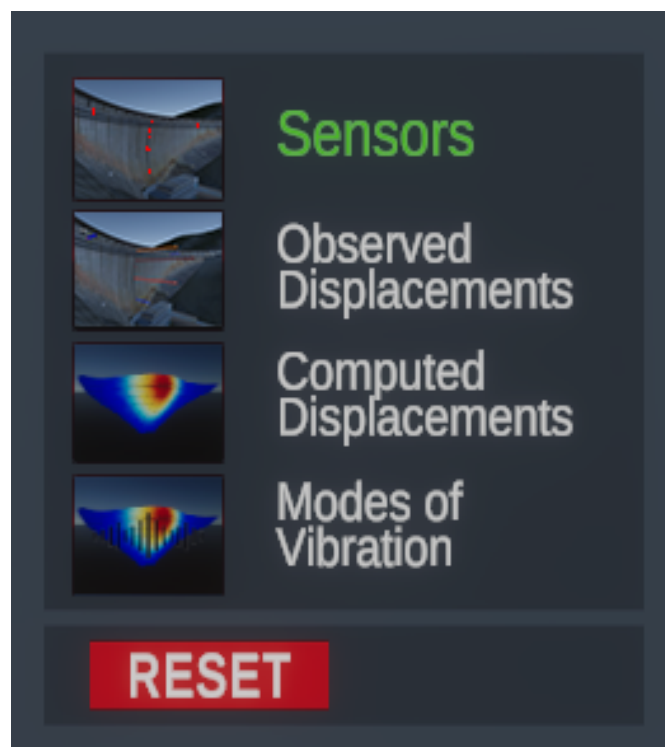 Sensors
Observed
Displacements
Computed
Displacements
Modes of
Vibration
RESET